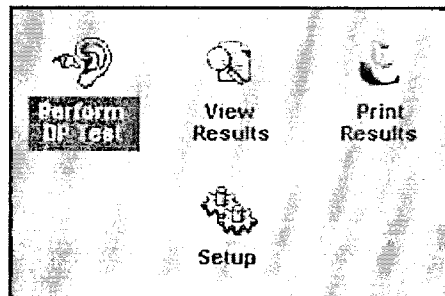 Perform
DP Test
View
Results
Print
Results
Setup